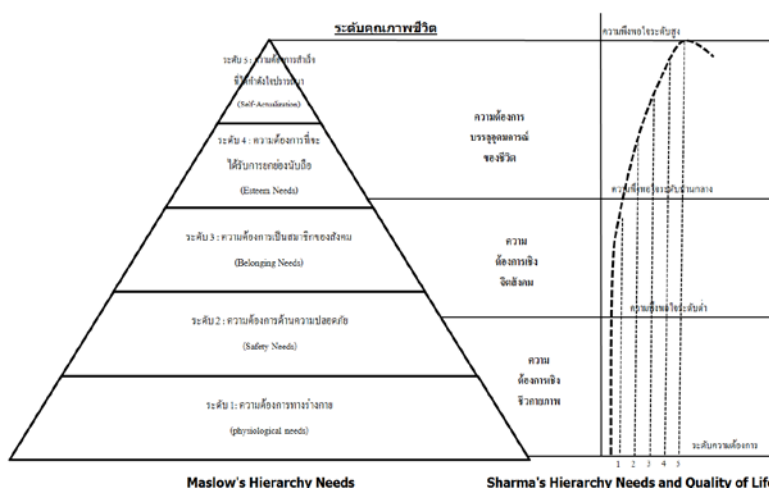 ระดับคุณภาพชีวิต
ระดับ 5 : ความต้องการสำเร็จ
ที่ได้กำลังใจปรารถนา
(Self-Actualization)
ระดับ 4 : ความต้องการที่จะ
ได้รับการยกย่องนับถือ
(Esteem Needs)
ระดับ 3 : ความต้องการเป็นสมาชิกของสังคม
(Belonging Needs)
ระดับ 2 : ความต้องการด้านความปลอดภัย
(Safety Needs)
ระดับ 1: ความต้องการทางร่างกาย
(physiological needs)
Maslow's Hierarchy Needs
ความต้องการ
บรรลุอุดมการณ์
ของชีวิต
ความ
ต้องการเชิง
จิตสังคม
ความ
ต้องการเชิง
ชีวกายภาพ
ความพึงพอใจระดับสูง
ความพึงพอใจระดับปานกลาง
ความพึงพอใจระดับต่ำ
ระดับความต้องการ
1 2 3 4 5
Sharma's Hierarchy Needs and Quality of Life